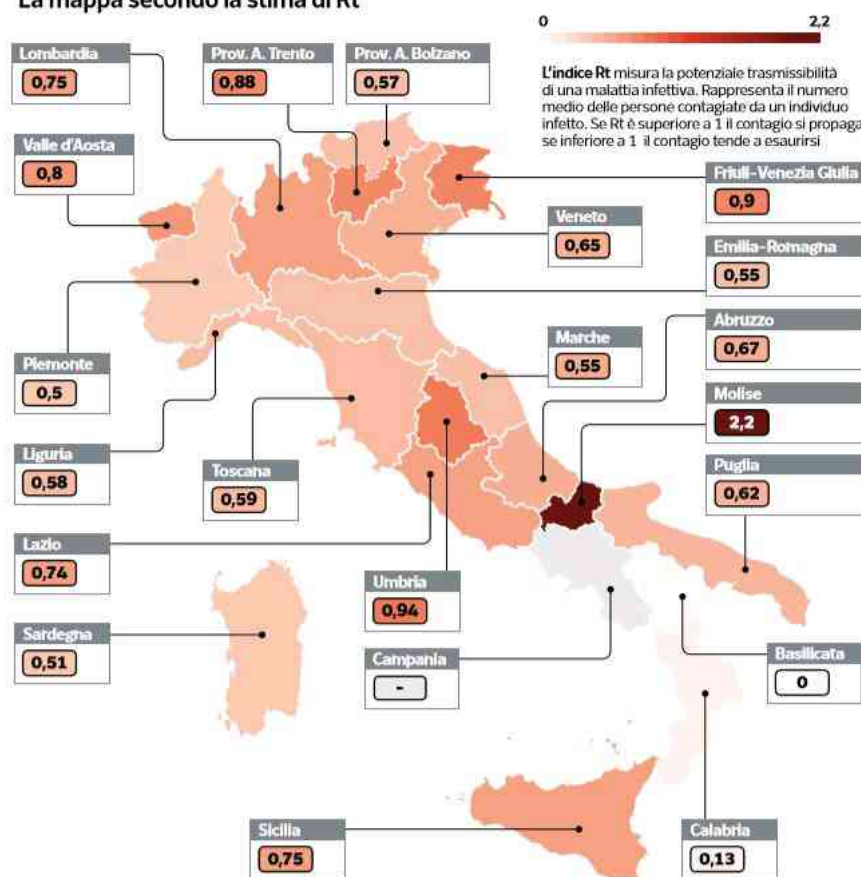 La mappa secondo la stima di Rt
0 2,2
L'indice Rt misura la potenziale trasmissibilità
di una malattia infettiva. Rappresenta il numero
medio delle persone contagiate da un individuo
infetto. Se Rt è superiore a 1 il contagio si propaga
se inferiore a 1 il contagio tende a esaurirsi
Lombardia
0,75
Prov. A. Trento
0,88
Prov. A. Bolzano
0,57
Valle d'Aosta
0,8
Friuli-Venezia Giulia
0,9
Veneto
0,65
Emilia-Romagna
0,55
Piemonte
0,5
Marche
0,55
Abruzzo
0,67
Molise
2,2
Liguria
0,58
Toscana
0,59
Puglia
0,62
Lazio
0,74
Umbria
0,94
Sardegna
0,51
Campania
-
Basilicata
0
Sicilia
0,75
Calabria
0,13